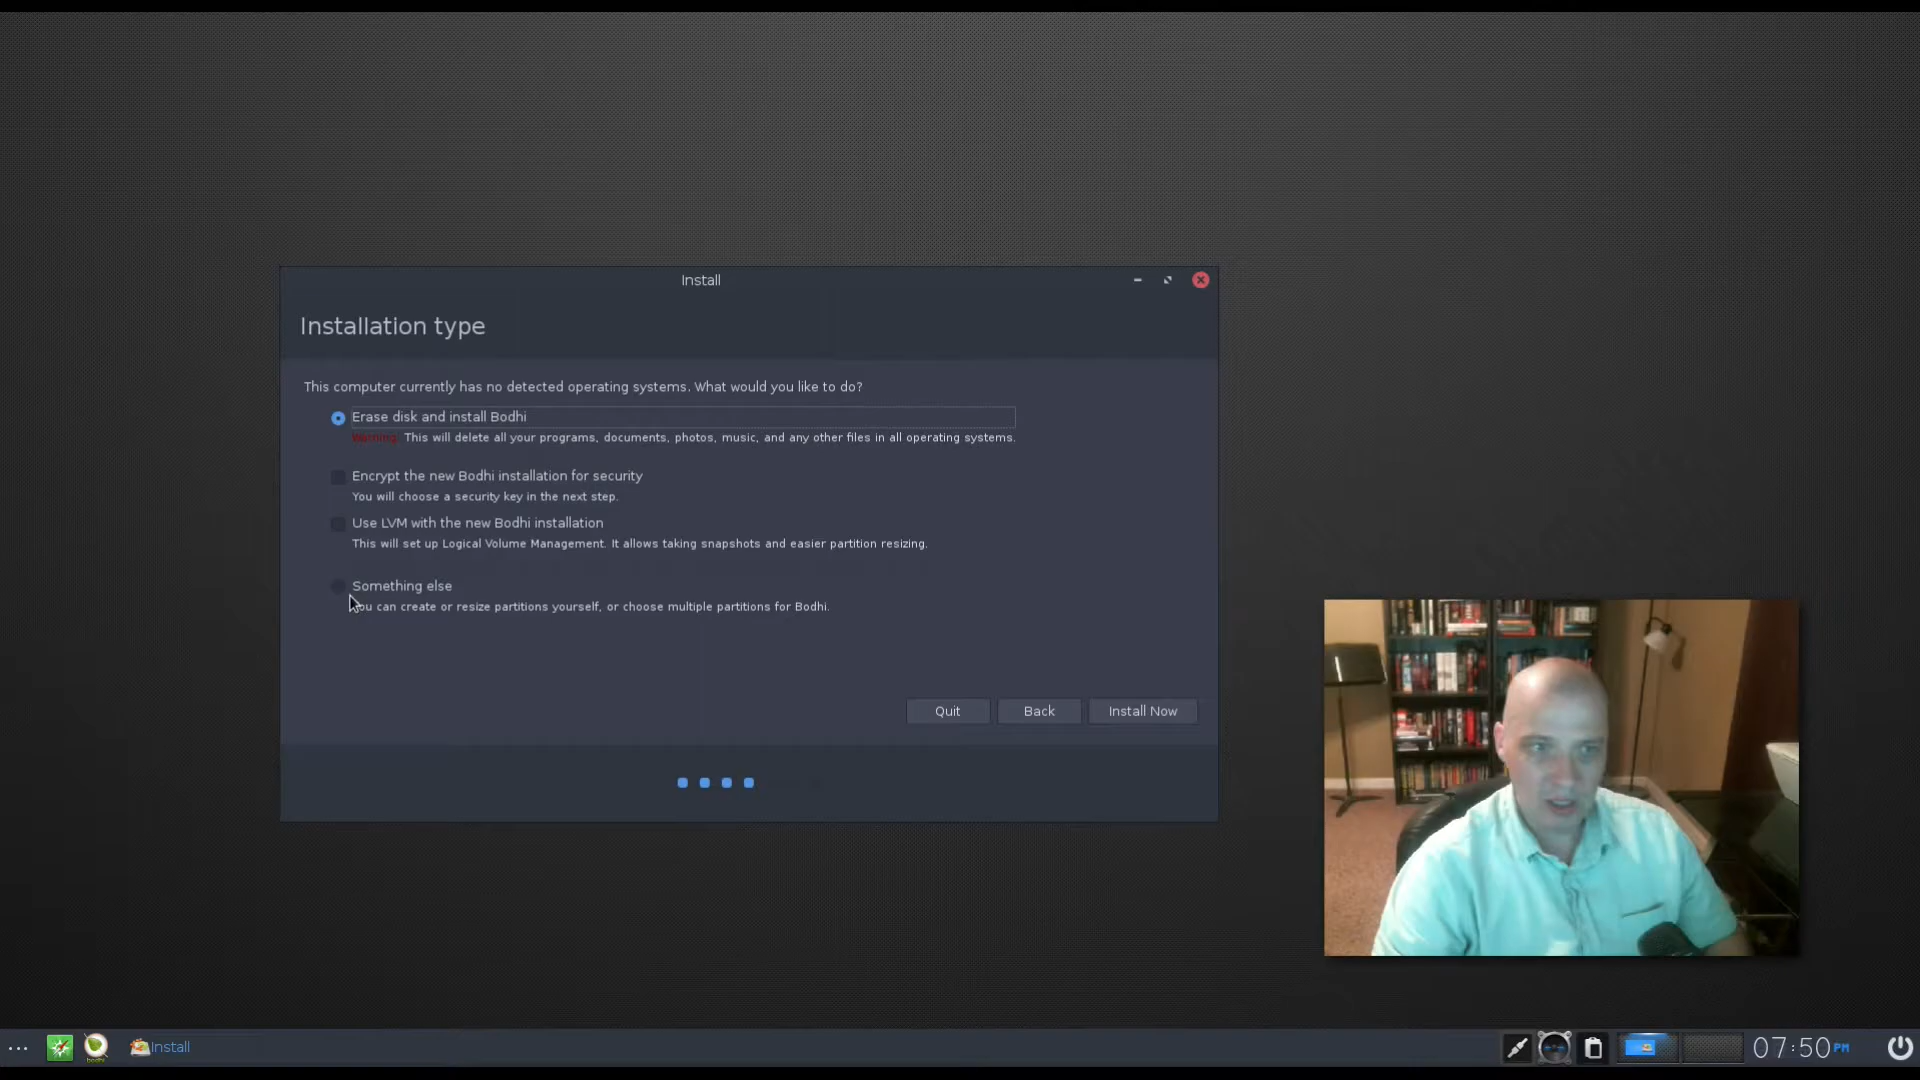 Install
Installation type
This computer currently has no detected operating systems. What would you like to do?
Erase disk and install Bodhi
Warning: This will delete all your programs, documents, photos, music, and any other files in all operating systems.
Encrypt the new Bodhi installation for security
You will choose a security key in the next step.
Use LVM with the new Bodhi installation
This will set up Logical Volume Management. It allows taking snapshots and easier partition resizing.
Something else
You can create or resize partitions yourself, or choose multiple partitions for Bodhi.
Quit Back Install Now
bodhi Install 07:50 PM